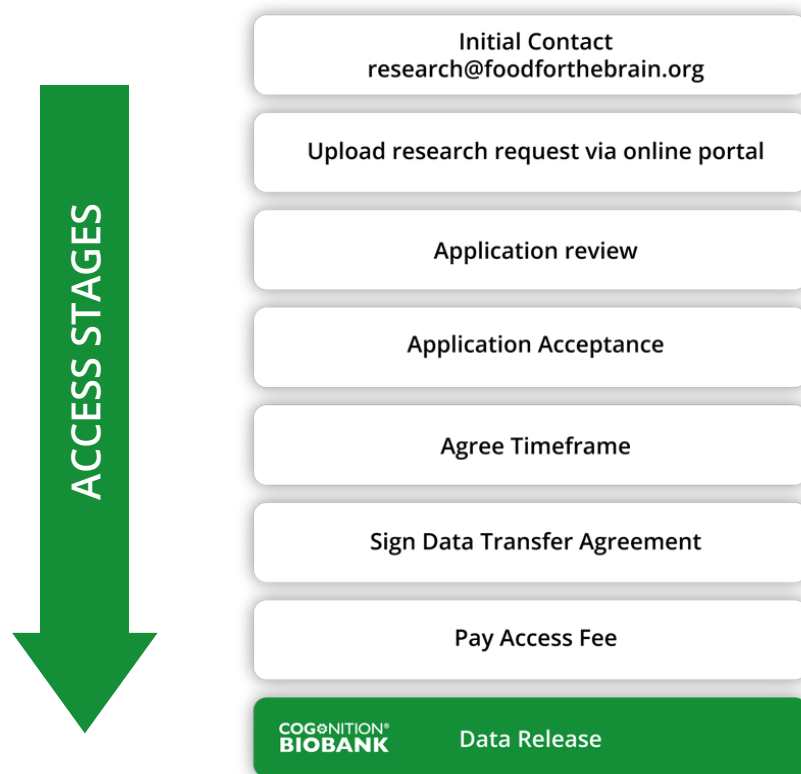 ACCESS STAGES
Initial Contact
research@foodforthebrain.org
Upload research request via online portal
Application review
Application Acceptance
Agree Timeframe
Sign Data Transfer Agreement
Pay Access Fee
COGNITION®
BIOBANK
Data Release